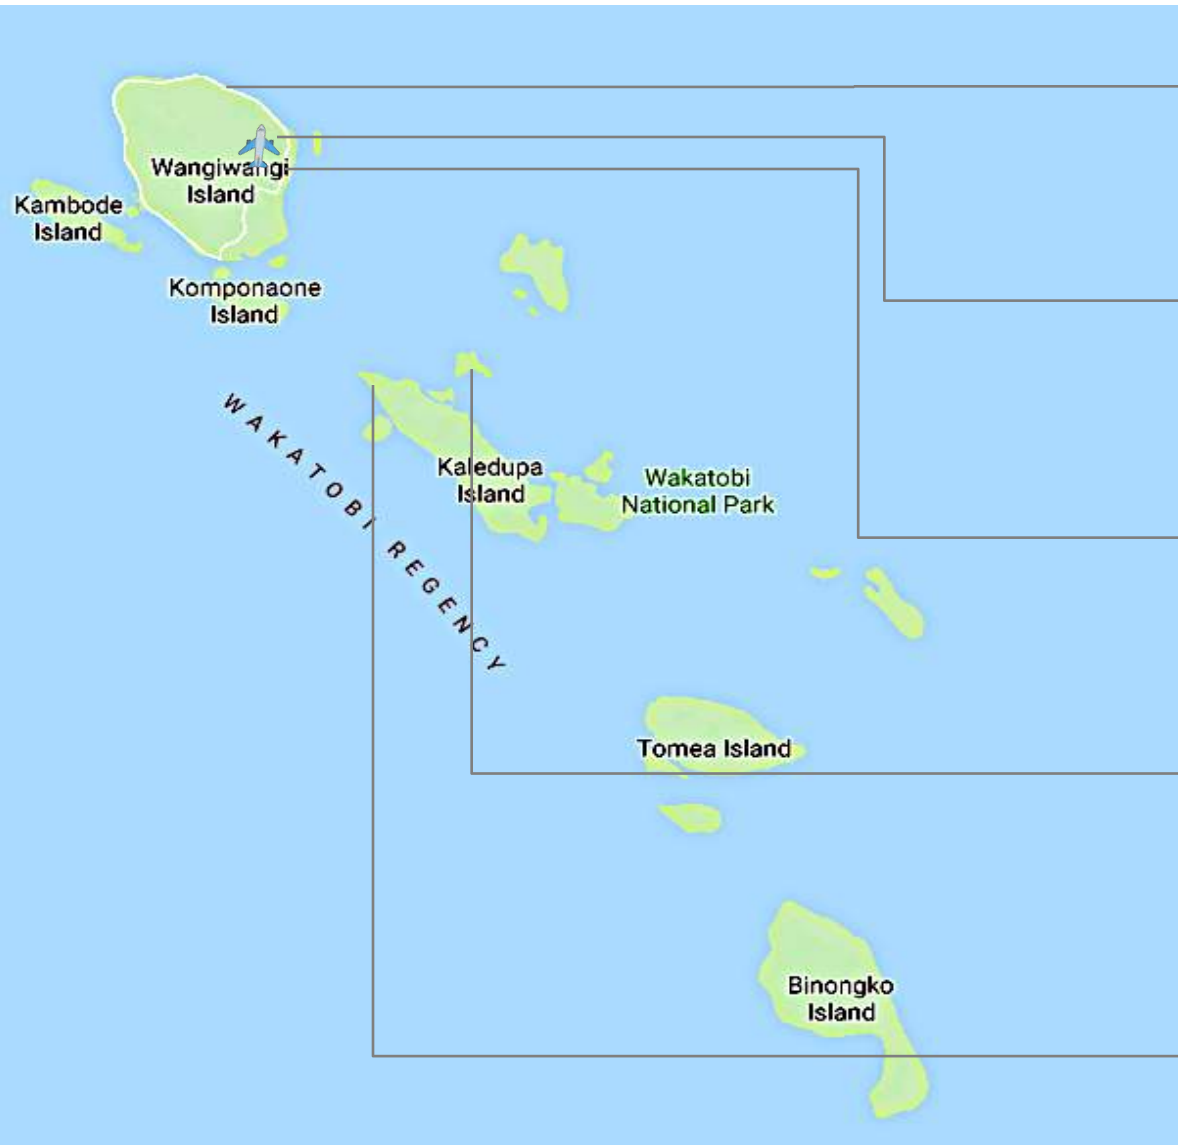 Wangiwangi
Island
Kambode
Island
Komponaone
Island
WAKATOBI REGENCY
Kaledupa
Island
Wakatobi
National Park
Tomea Island
Binongko
Island